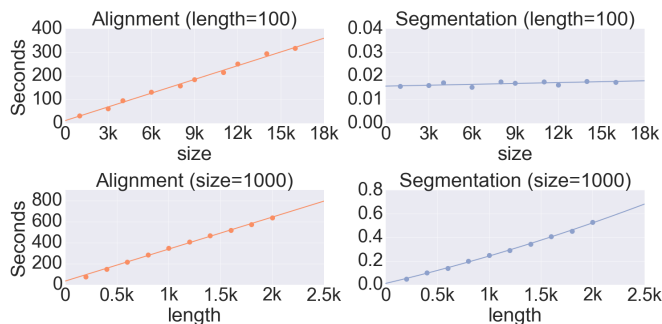 Alignment (length=100)
400
300
200
100
0
Seconds
0 3k 6k 9k 12k 15k 18k
size
Segmentation (length=100)
0.04
0.03
0.02
0.01
0.00
0 3k 6k 9k 12k 15k 18k
size
Alignment (size=1000)
800
600
400
200
0
Seconds
0 0.5k 1k 1.5k 2k 2.5k
length
Segmentation (size=1000)
0.8
0.6
0.4
0.2
0.0
0 0.5k 1k 1.5k 2k 2.5k
length